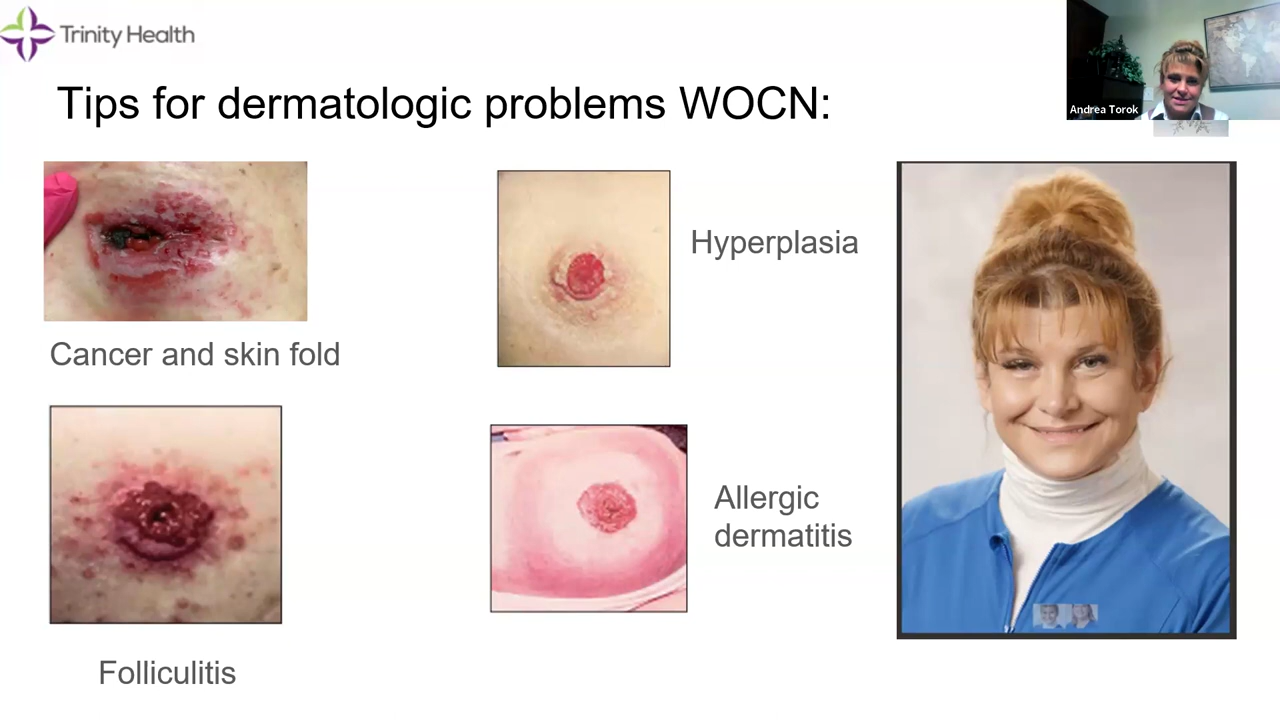 Trinity Health
Andrea Torok
Tips for dermatologic problems WOCN:
Cancer and skin fold
Hyperplasia
Folliculitis
Allergic
dermatitis